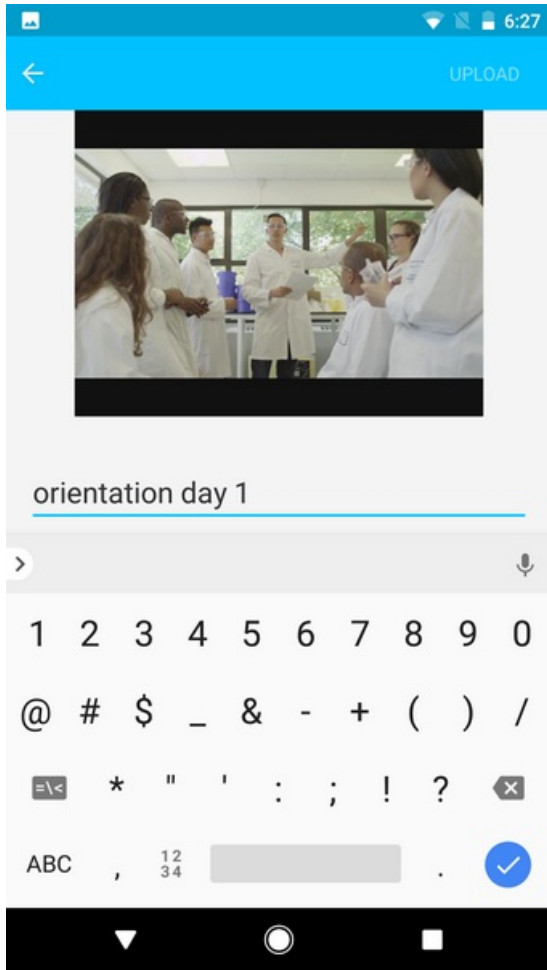 6:27
UPLOAD
orientation day 1
1 2 3 4 5 6 7 8 9 0
@ # $ _ & - + ( ) /
=\< * " ' : ; ! ?
ABC , 12 34 .